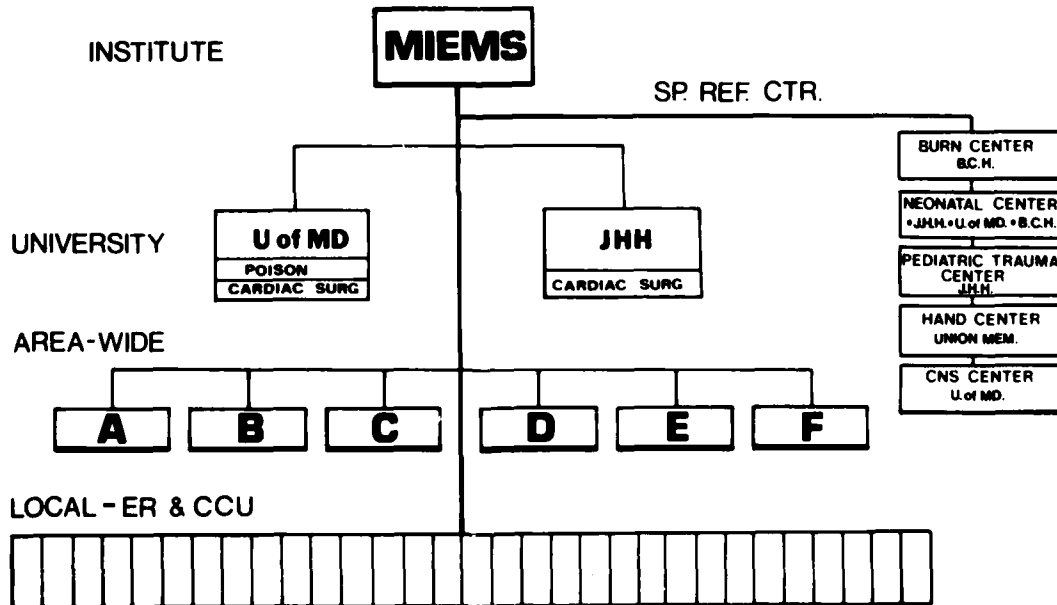 INSTITUTE
MIEMS
SP. REF. CTR.
BURN CENTER
B.C.H.
NEONATAL CENTER
•J.H.H.•U.of MD.•B.C.H.
PEDIATRIC TRAUMA
CENTER
J.H.H.
HAND CENTER
UNION MEM.
CNS CENTER
U.of MD.
UNIVERSITY
U of MD
POISON
CARDIAC SURG
JHH
CARDIAC SURG
AREA-WIDE
A B C D E F
LOCAL-ER & CCU